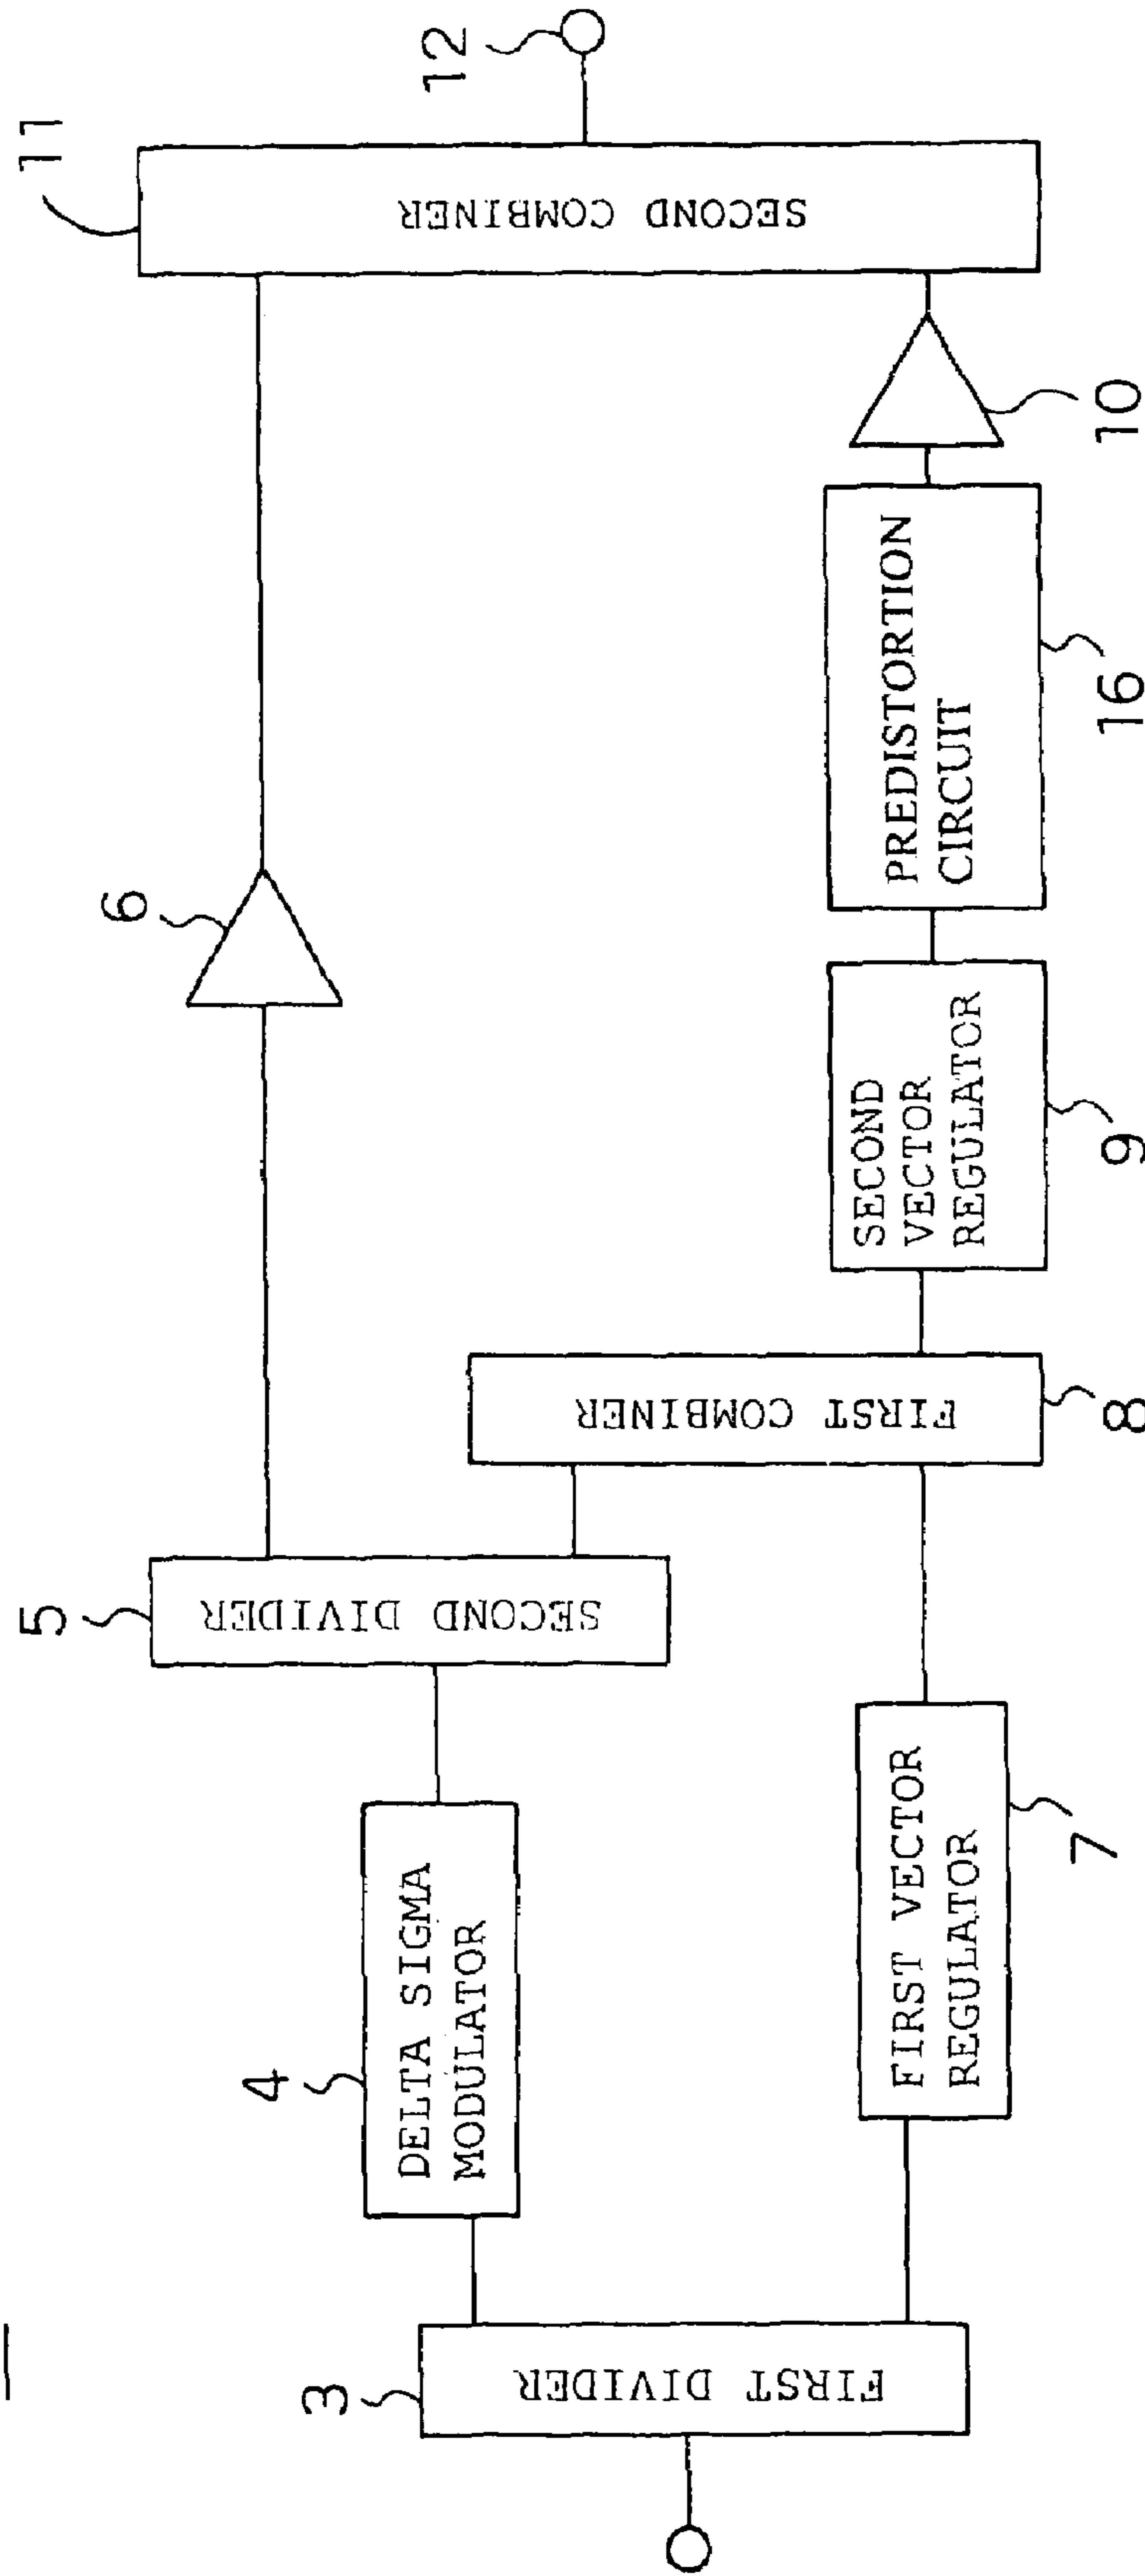 3
FIRST DIVIDER
4
DELTA SIGMA
MODULATOR
5
SECOND DIVIDER
6
FIRST VECTOR
REGULATOR
7
FIRST COMBINER
8
SECOND
VECTOR
REGULATOR
9
PREDISTORTION
CIRCUIT
16
10
11
SECOND COMBINER
12